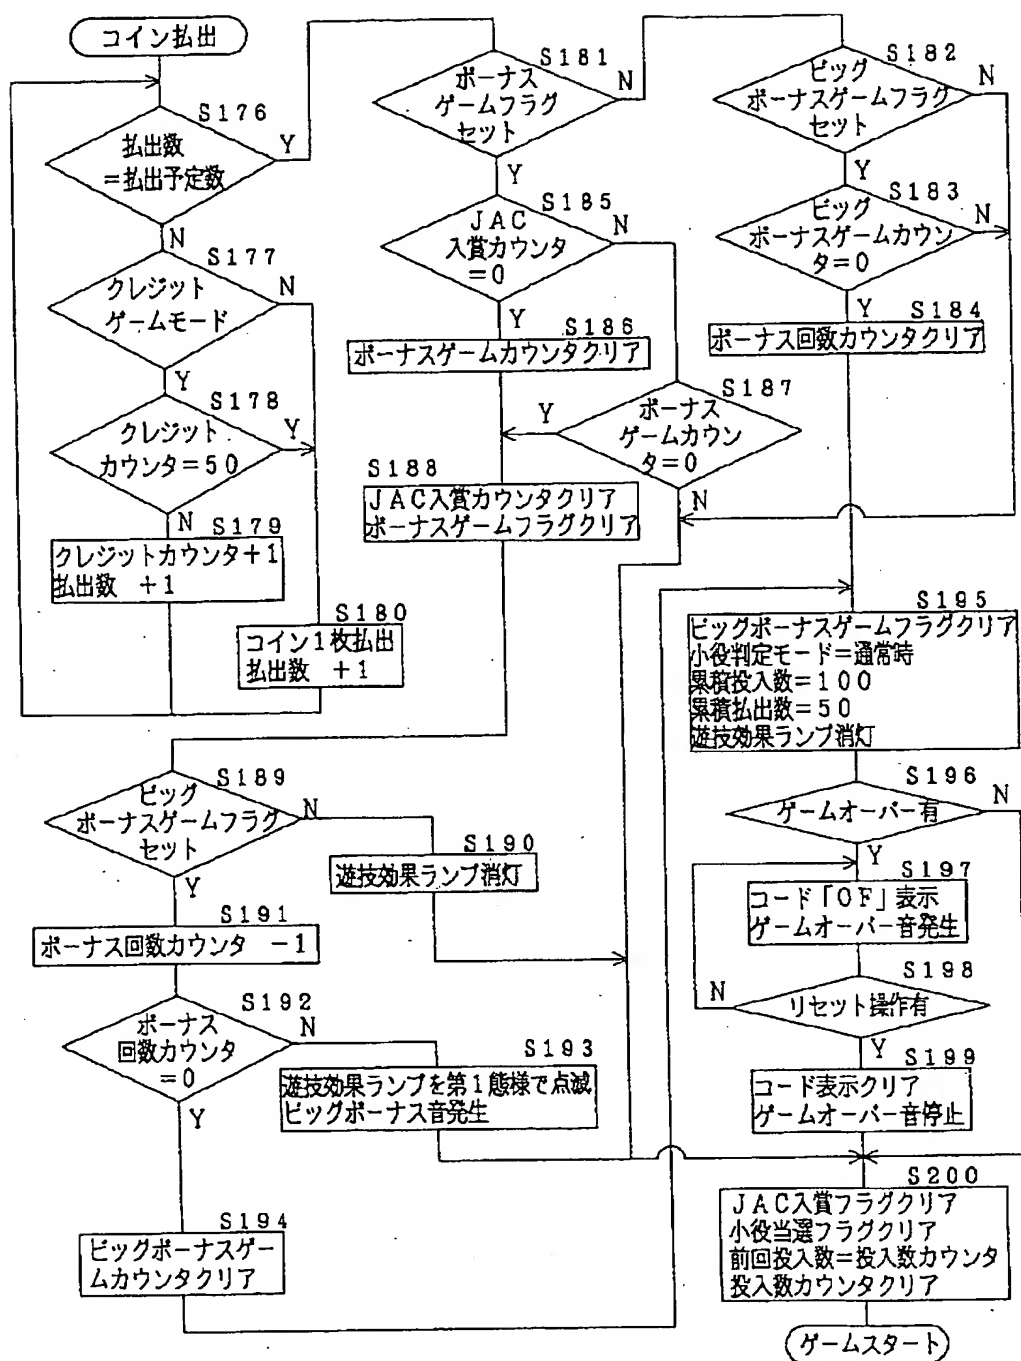 コイン払出
S176
払出数
=払出予定数
Y
N
S177
クレジット
ゲームモード
N
Y
S178
クレジット
カウンタ=50
Y
N
S179
クレジットカウンタ+1
払出数 +1
S180
コイン1枚払出
払出数 +1
S181
ボーナス
ゲームフラグ
セット
N
Y
S182
ビッグ
ボーナスゲームフラグ
セット
N
Y
S183
ビッグ
ボーナスゲームカウン
タ=0
N
Y
S184
ボーナス回数カウンタクリア
S185
JAC
入賞カウンタ
=0
N
Y
S186
ボーナスゲームカウンタクリア
S187
ボーナス
ゲームカウン
タ=0
Y
N
S188
JAC入賞カウンタクリア
ボーナスゲームフラグクリア
S189
ビッグ
ボーナスゲームフラグ
セット
N
Y
S190
遊技効果ランプ消灯
S191
ボーナス回数カウンタ -1
S192
ボーナス
回数カウンタ
=0
N
Y
S193
遊技効果ランプを第1態様で点滅
ビッグボーナス音発生
S194
ビッグボーナスゲー
ムカウンタクリア
S195
ビッグボーナスゲームフラグクリア
小役判定モード=通常時
累積投入数=100
累積払出数=50
遊技効果ランプ消灯
S196
ゲームオーバー有
N
Y
S197
コード「OF」表示
ゲームオーバー音発生
S198
リセット操作有
N
Y
S199
コード表示クリア
ゲームオーバー音停止
S200
JAC入賞フラグクリア
小役当選フラグクリア
前回投入数=投入数カウンタ
投入数カウンタクリア
ゲームスタート